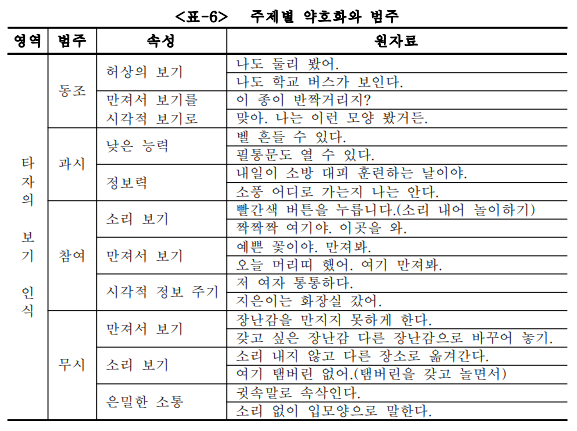 <표-6> 주제별 약호화와 범주
영역 범주 속성 원자료
타자의 보기 인식
동조
허상의 보기
나도 둘리 봤어.
나도 학교 버스가 보인다.
만져서 보기를
시각적 보기로
이 종이 반짝거리지?
맞아. 나는 이런 모양 봤거든.
과시
낮은 능력
벨 흔들 수 있다.
필통문도 열 수 있다.
정보력
내일이 소방 대피 훈련하는 날이야.
소풍 어디로 가는지 나는 안다.
참여
소리 보기
빨간색 버튼을 누릅니다.(소리 내어 놀이하기)
짝짝짝 여기야. 이곳을 와.
만져서 보기
예쁜 꽃이야. 만져봐.
오늘 머리띠 했어. 여기 만져봐.
시각적 정보 주기
저 여자 통통하다.
지은이는 화장실 갔어.
무시
만져서 보기
장난감을 만지지 못하게 한다.
갖고 싶은 장난감 다른 장난감으로 바꾸어 놓기.
소리 보기
소리 내지 않고 다른 장소로 옮겨간다.
여기 탬버린 없어.(탬버린을 갖고 놀면서)
은밀한 소통
귓속말로 속삭인다.
소리 없이 입모양으로 말한다.